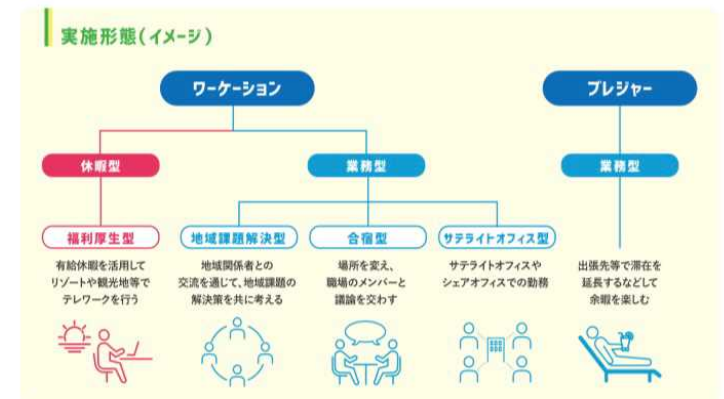 実施形態(イメージ)
ワーケーション
ブレジャー
休暇型
業務型
業務型
福利厚生型
地域課題解決型
合宿型
サテライトオフィス型
有給休暇を活用して
リゾートや観光地等で
テレワークを行う
地域関係者との
交流を通じて、地域課題の
解決策を共に考える
場所を変え、
職場のメンバーと
議論を交わす
サテライトオフィスや
シェアオフィスでの勤務
出張先等で滞在を
延長するなどして
余暇を楽しむ